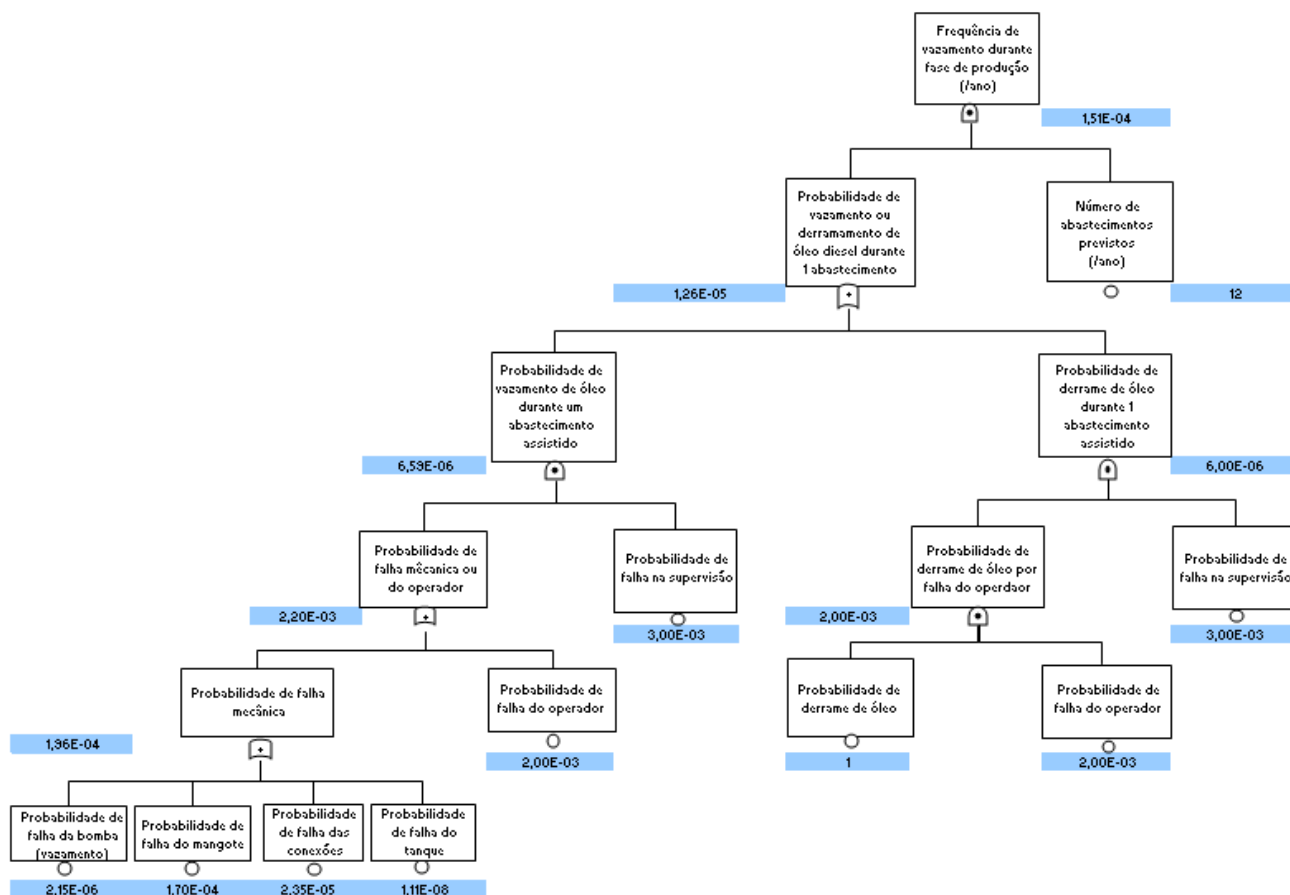 Frequência de
vazamento durante
fase de produção
(/ano)
1,51E-04
Probabilidade de
vazamento ou
derramamento de
óleo diesel durante
1 abastecimento
Número de
abastecimentos
previstos
(/ano)
1,26E-05
12
Probabilidade de
vazamento de óleo
durante um
abastecimento
assistido
Probabilidade de
derrame de óleo
durante 1
abastecimento
assistido
6,59E-06
6,00E-06
Probabilidade de
falha mêcanica ou
do operador
Probabilidade de
falha na supervisão
Probabilidade de
derrame de óleo por
falha do operdaor
Probabilidade de
falha na supervisão
2,20E-03
3,00E-03
2,00E-03
3,00E-03
Probabilidade de falha
mecânica
Probabilidade de
falha do operador
Probabilidade de
derrame de óleo
Probabilidade de
falha do operador
1,96E-04
2,00E-03
1
2,00E-03
Probabilidade de
falha da bomba
(vazamento)
Probabilidade de
falha do mangote
Probabilidade
de falha das
conexões
Probabilidade
de falha do
tanque
2,15E-06
1,70E-04
2,35E-05
1,11E-08